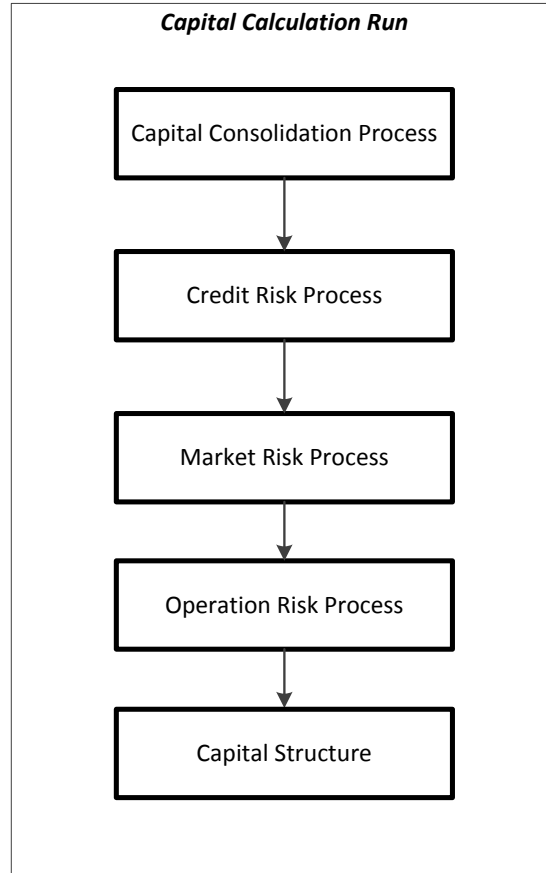 Capital Calculation Run
Capital Consolidation Process
Credit Risk Process
Market Risk Process
Operation Risk Process
Capital Structure